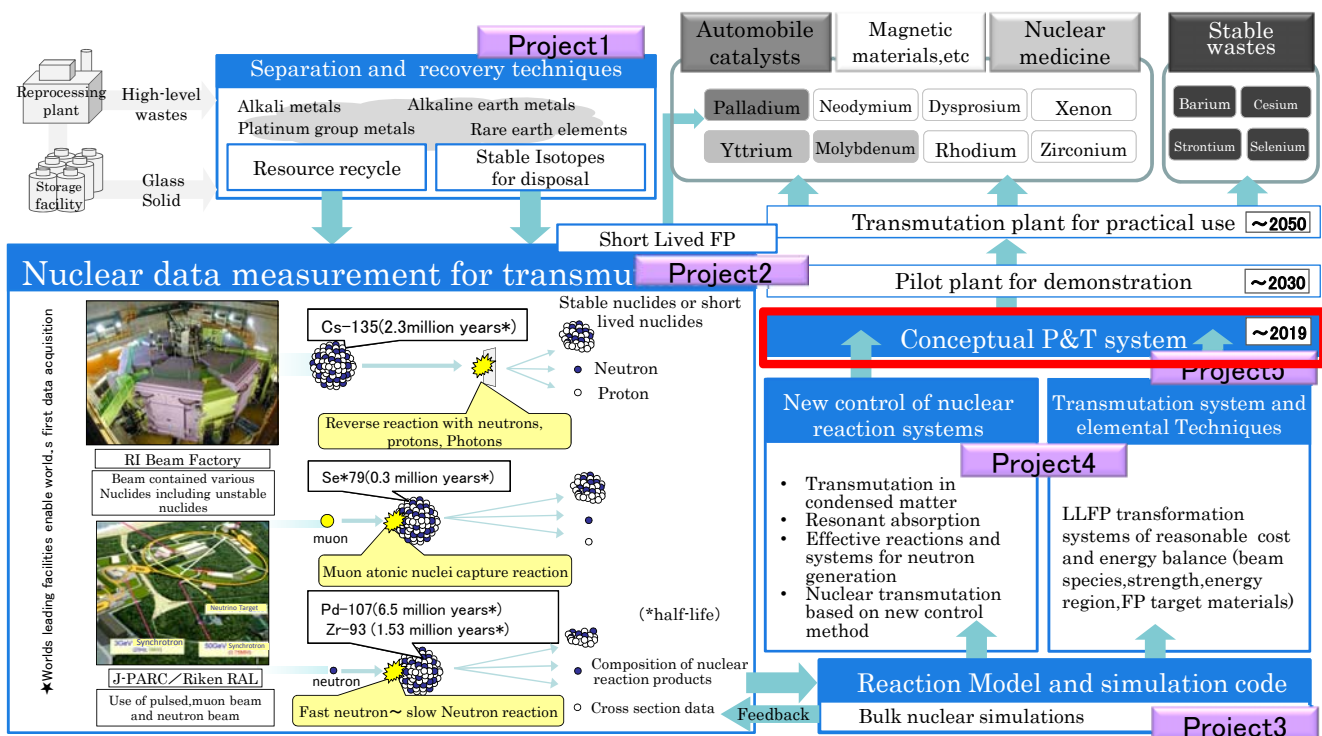 Project1
Separation and recovery techniques
Reprocessing
plant
High-level
wastes
Storage
facility
Glass
Solid
Alkali metals
Alkaline earth metals
Platinum group metals
Rare earth elements
Resource recycle
Stable Isotopes
for disposal
Automobile
catalysts
Magnetic
materials,etc
Nuclear
medicine
Stable
wastes
Palladium
Neodymium
Dysprosium
Xenon
Yttrium
Molybdenum
Rhodium
Zirconium
Barium
Cesium
Strontium
Selenium
Short Lived FP
Transmutation plant for practical use
~2050
Pilot plant for demonstration
~2030
Conceptual P&T system
~2019
Project5
Nuclear data measurement for transmut
Project2
★Worlds leading facilities enable world,s first data acquisition
RI Beam Factory
Beam contained various
Nuclides including unstable
nuclides
Neutrino Target
3GeV Synchrotron
50GeV Synchrotron
J-PARC/Riken RAL
Use of pulsed,muon beam
and neutron beam
Cs-135(2.3million years*)
Stable nuclides or short
lived nuclides
Neutron
Proton
Reverse reaction with neutrons,
protons, Photons
Se*79(0.3 million years*)
muon
Muon atomic nuclei capture reaction
Pd-107(6.5 million years*)
Zr-93 (1.53 million years*)
(*half-life)
neutron
Composition of nuclear
reaction products
Cross section data
Fast neutron~ slow Neutron reaction
New control of nuclear
reaction systems
Transmutation system and
elemental Techniques
Project4
• Transmutation in
condensed matter
• Resonant absorption
• Effective reactions and
systems for neutron
generation
• Nuclear transmutation
based on new control
method
LLFP transformation
systems of reasonable cost
and energy balance (beam
species,strength,energy
region,FP target materials)
Reaction Model and simulation code
Feedback
Bulk nuclear simulations
Project3